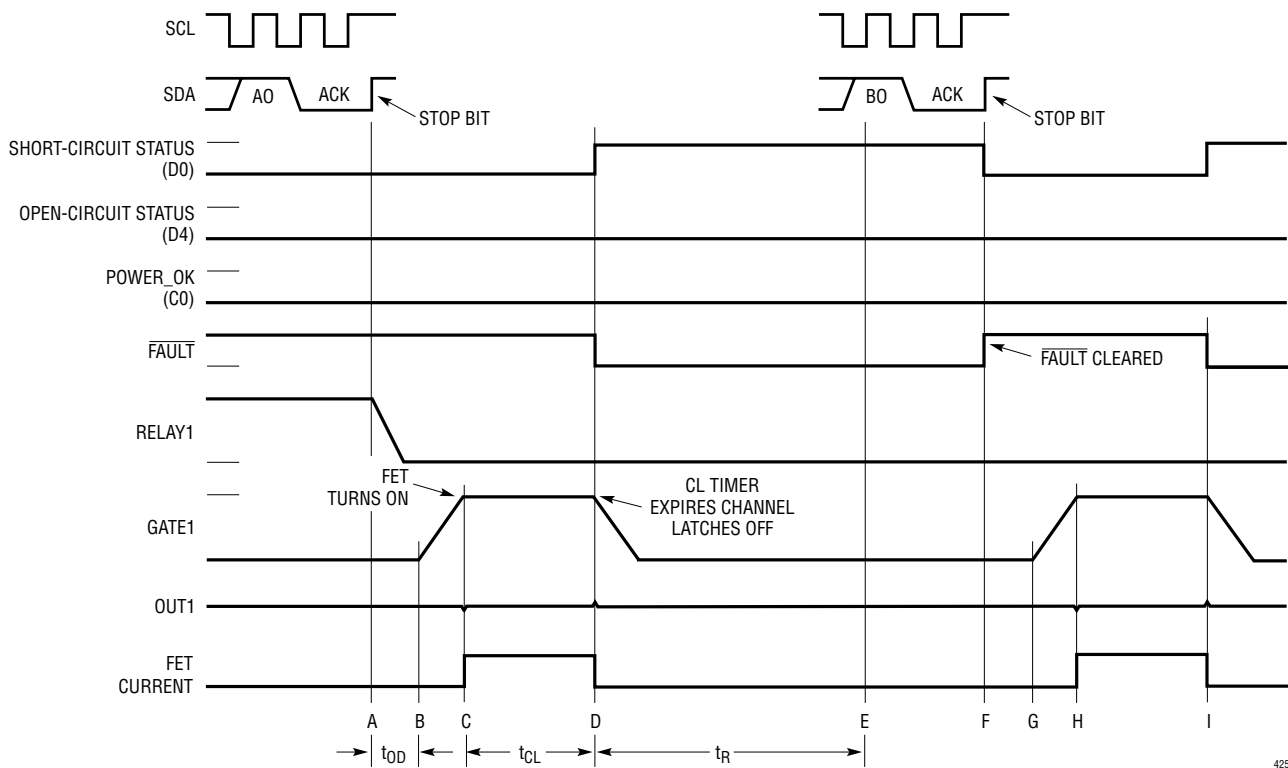 SCL
SDA
AO
ACK
STOP BIT
BO
ACK
STOP BIT
SHORT-CIRCUIT STATUS
(D0)
OPEN-CIRCUIT STATUS
(D4)
POWER_OK
(C0)
FAULT
FAULT CLEARED
RELAY1
FET
TURNS ON
CL TIMER
EXPIRES CHANNEL
LATCHES OFF
GATE1
OUT1
FET
CURRENT
A B C D E F G H I
tOD tCL tR
425